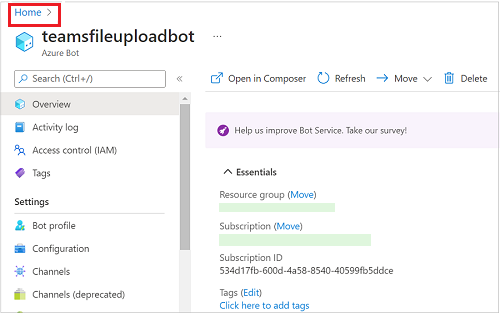 Home >
teamsfileuploadbot ...
Azure Bot
Search (Ctrl+/) «
Open in Composer Refresh Move Delete
Overview
Activity log
Access control (IAM)
Tags
Settings
Bot profile
Configuration
Channels
Channels (deprecated)
Help us improve Bot Service. Take our survey!
Essentials
Resource group (Move)
Subscription (Move)
Subscription ID
534d17fb-600d-4a58-8540-40599fb5ddce
Tags (Edit)
Click here to add tags